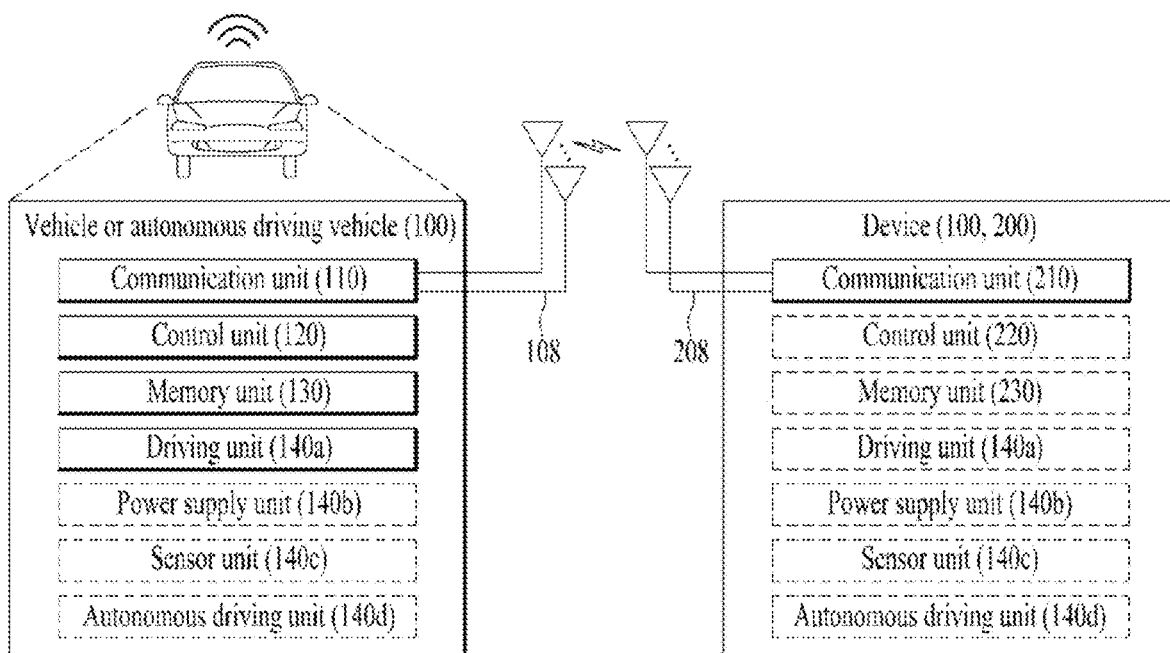 Vehicle or autonomous driving vehicle (100)
Communication unit (110)
Control unit (120)
Memory unit (130)
Driving unit (140a)
Power supply unit (140b)
Sensor unit (140c)
Autonomous driving unit (140d)
108
208
Device (100, 200)
Communication unit (210)
Control unit (220)
Memory unit (230)
Driving unit (140a)
Power supply unit (140b)
Sensor unit (140c)
Autonomous driving unit (140d)